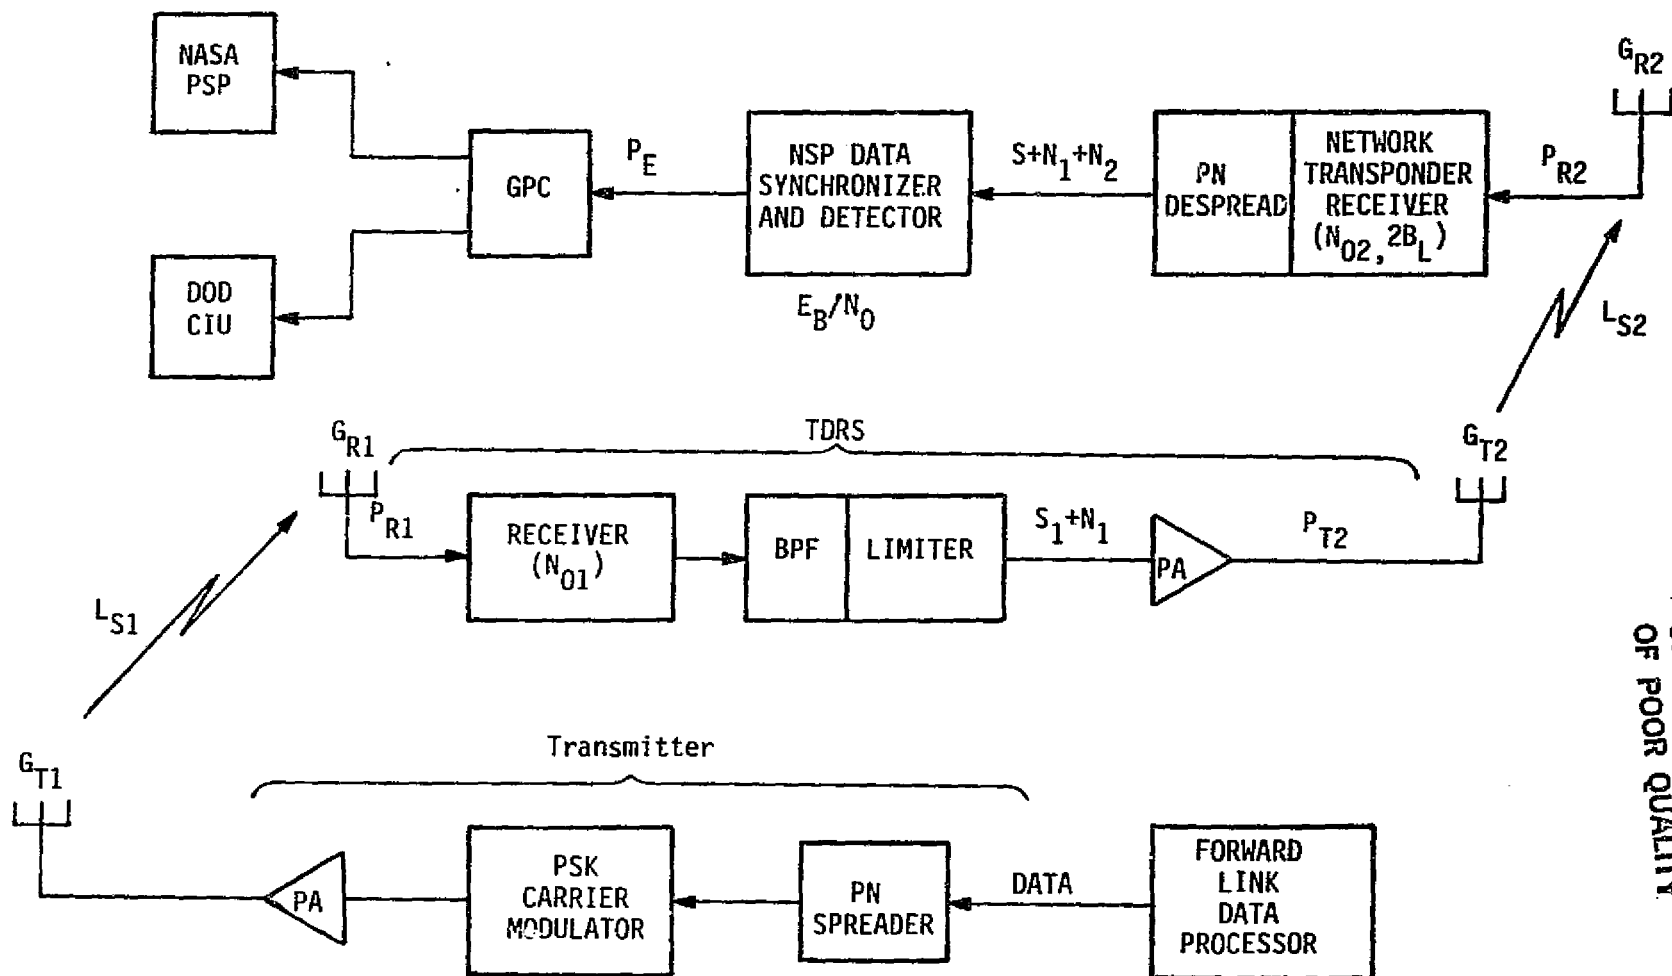 NASA
PSP
DOD
CIU
GPC
P_E
NSP DATA
SYNCHRONIZER
AND DETECTOR
E_B/N_0
S+N_1+N_2
PN
DESPREAD
NETWORK
TRANSPONDER
RECEIVER
(N_02, 2B_L)
P_R2
G_R2
L_S2
G_R1
TDRS
G_T2
P_R1
RECEIVER
(N_01)
BPF
LIMITER
S_1+N_1
PA
P_T2
L_S1
OF POOR QUALITY
Transmitter
G_T1
PA
PSK
CARRIER
MODULATOR
PN
SPREADER
DATA
FORWARD
LINK
DATA
PROCESSOR